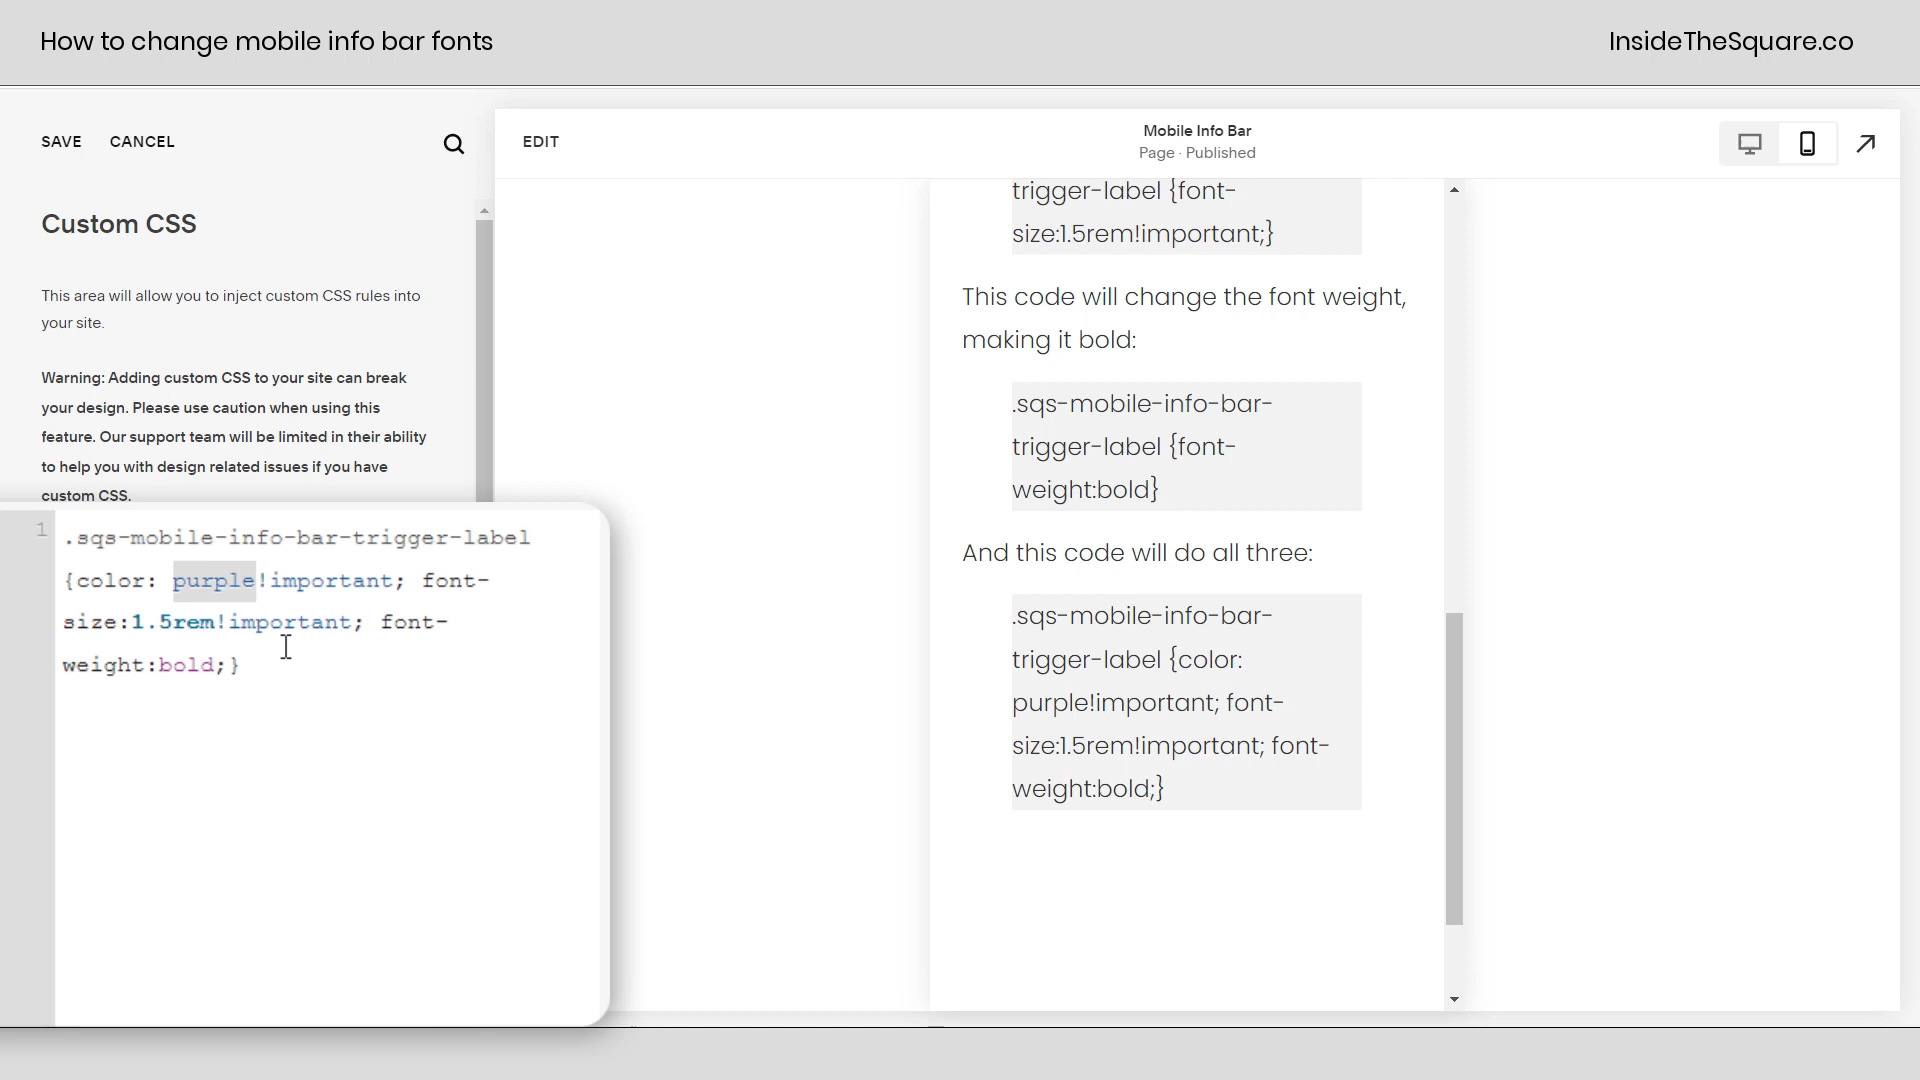 How to change mobile info bar fonts
InsideTheSquare.co
SAVE
CANCEL
EDIT
Mobile Info Bar
Page · Published
Custom CSS
This area will allow you to inject custom CSS rules into
your site.
Warning: Adding custom CSS to your site can break
your design. Please use caution when using this
feature. Our support team will be limited in their ability
to help you with design related issues if you have
custom CSS.
1
.sqs-mobile-info-bar-trigger-label
{color: purple!important; font-
size:1.5rem!important; font-
weight:bold;}
trigger-label {font-
size:1.5rem!important;}
This code will change the font weight,
making it bold:
.sqs-mobile-info-bar-
trigger-label {font-
weight:bold}
And this code will do all three:
.sqs-mobile-info-bar-
trigger-label {color:
purple!important; font-
size:1.5rem!important; font-
weight:bold;}